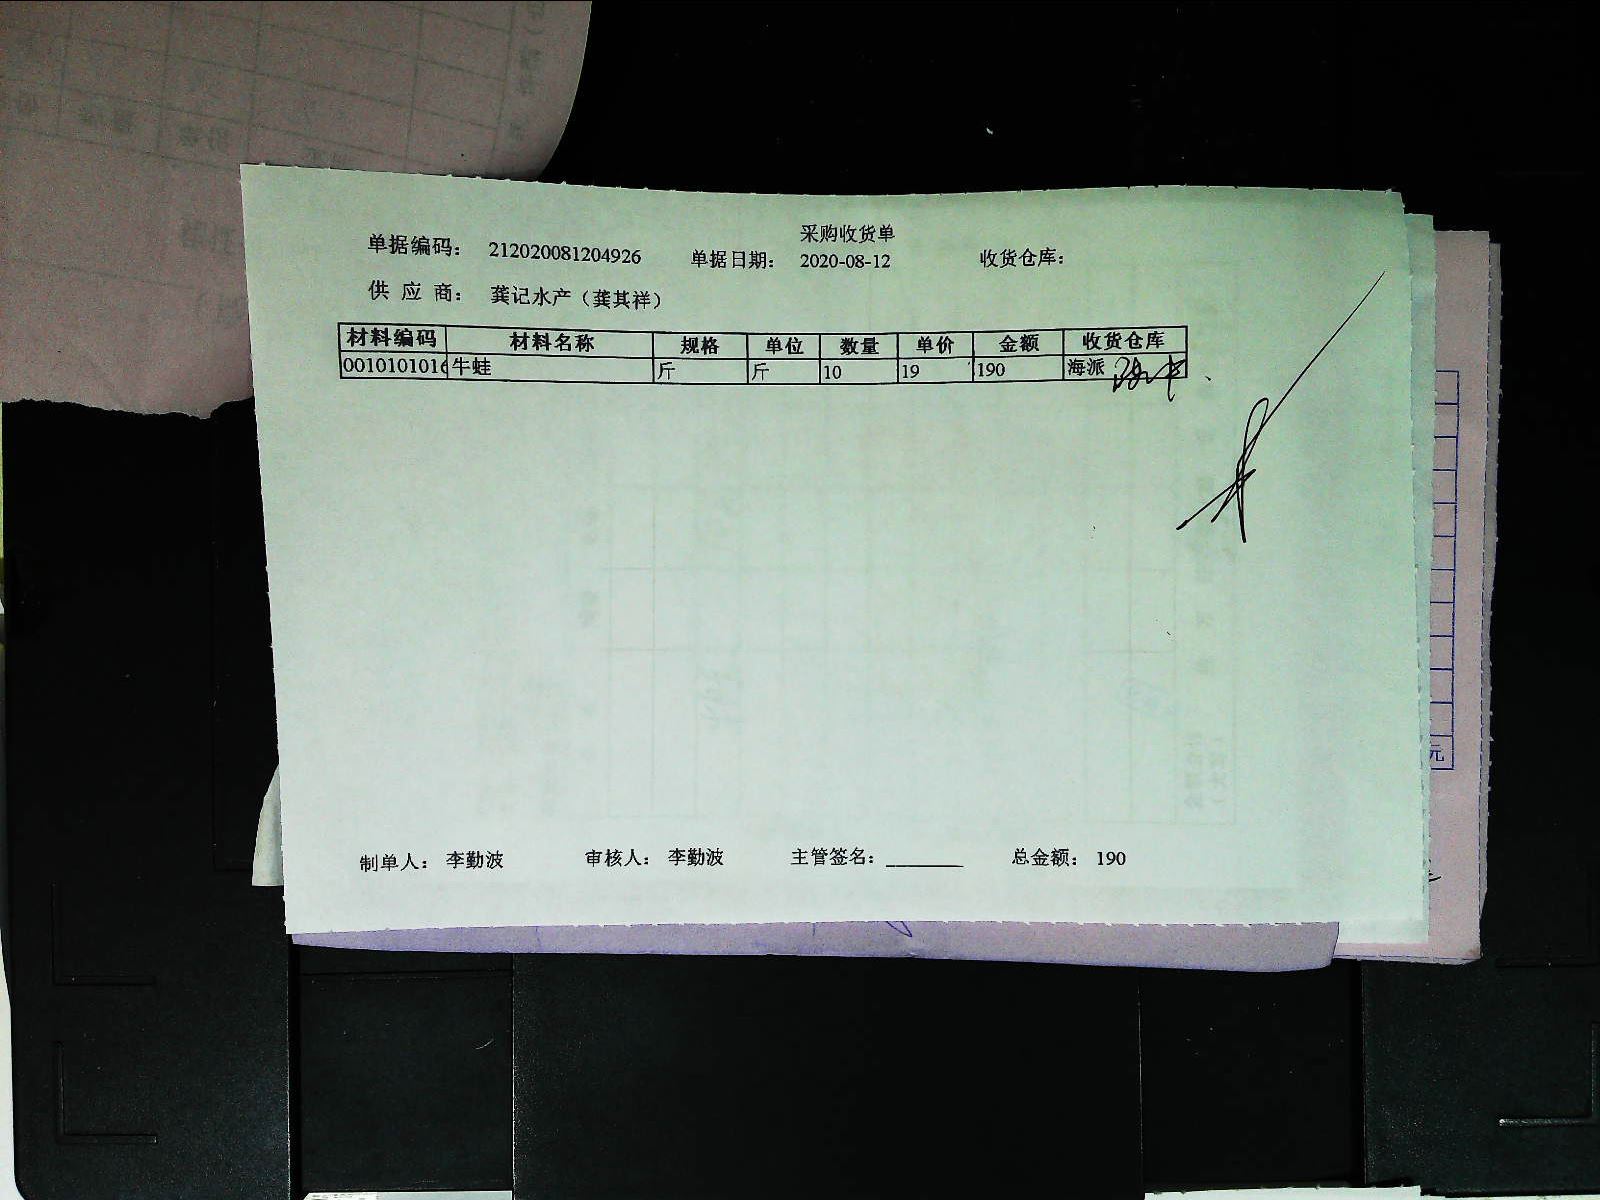 采购收货单
单据编码： 212020081204926 单据日期： 2020-08-12 收货仓库：
供 应 商： 龚记水产（龚其祥）
材料编码 材料名称 规格 单位 数量 单价 金额 收货仓库
0010101016 牛蛙 斤 斤 10 19 190 海派
制单人： 李勤波 审核人： 李勤波 主管签名： 总金额： 190
元